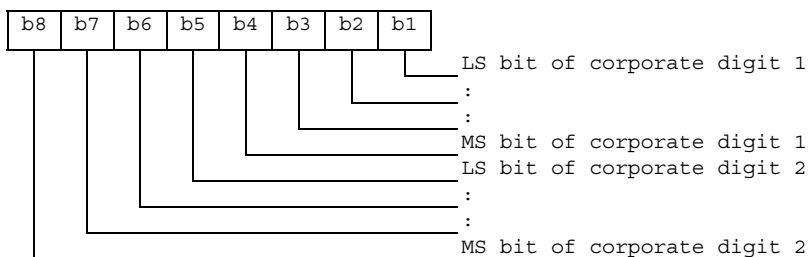 b8 b7 b6 b5 b4 b3 b2 b1
LS bit of corporate digit 1
:
:
MS bit of corporate digit 1
LS bit of corporate digit 2
:
:
MS bit of corporate digit 2